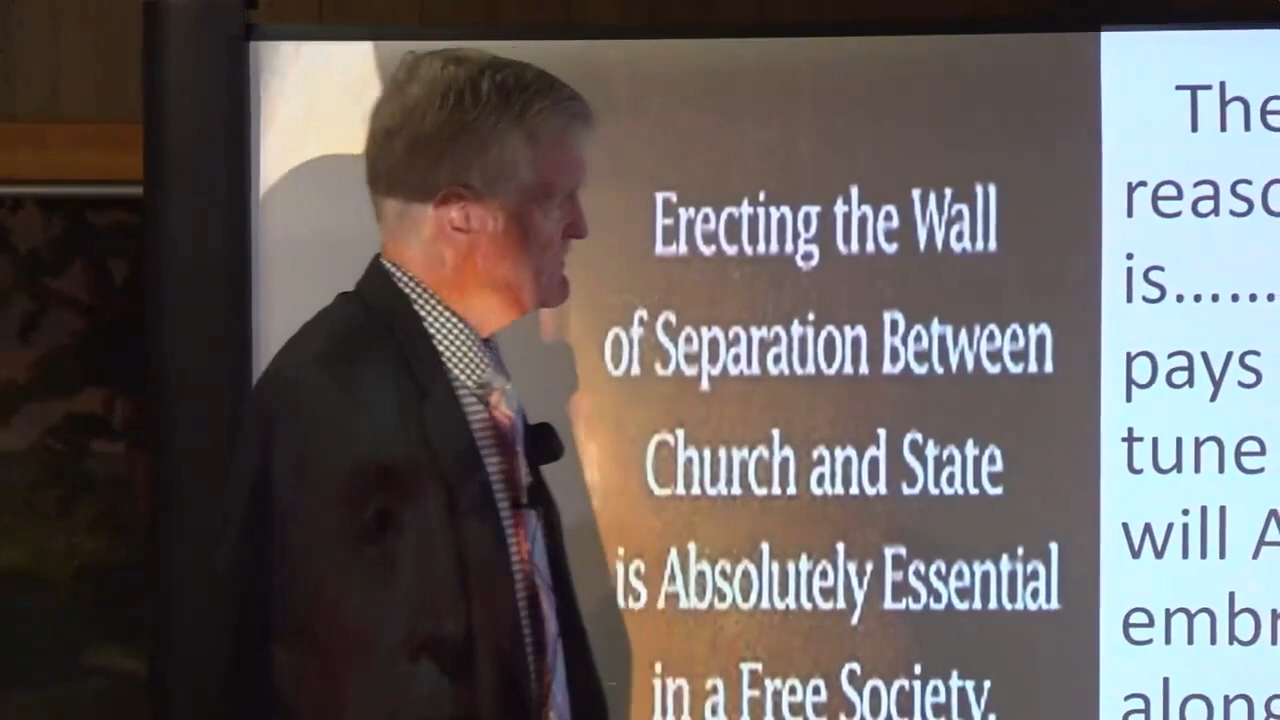 Erecting the Wall
of Separation Between
Church and State
is Absolutely Essential
in a Free Society.
The
reaso
is......
pays
tune
will A
embr
along